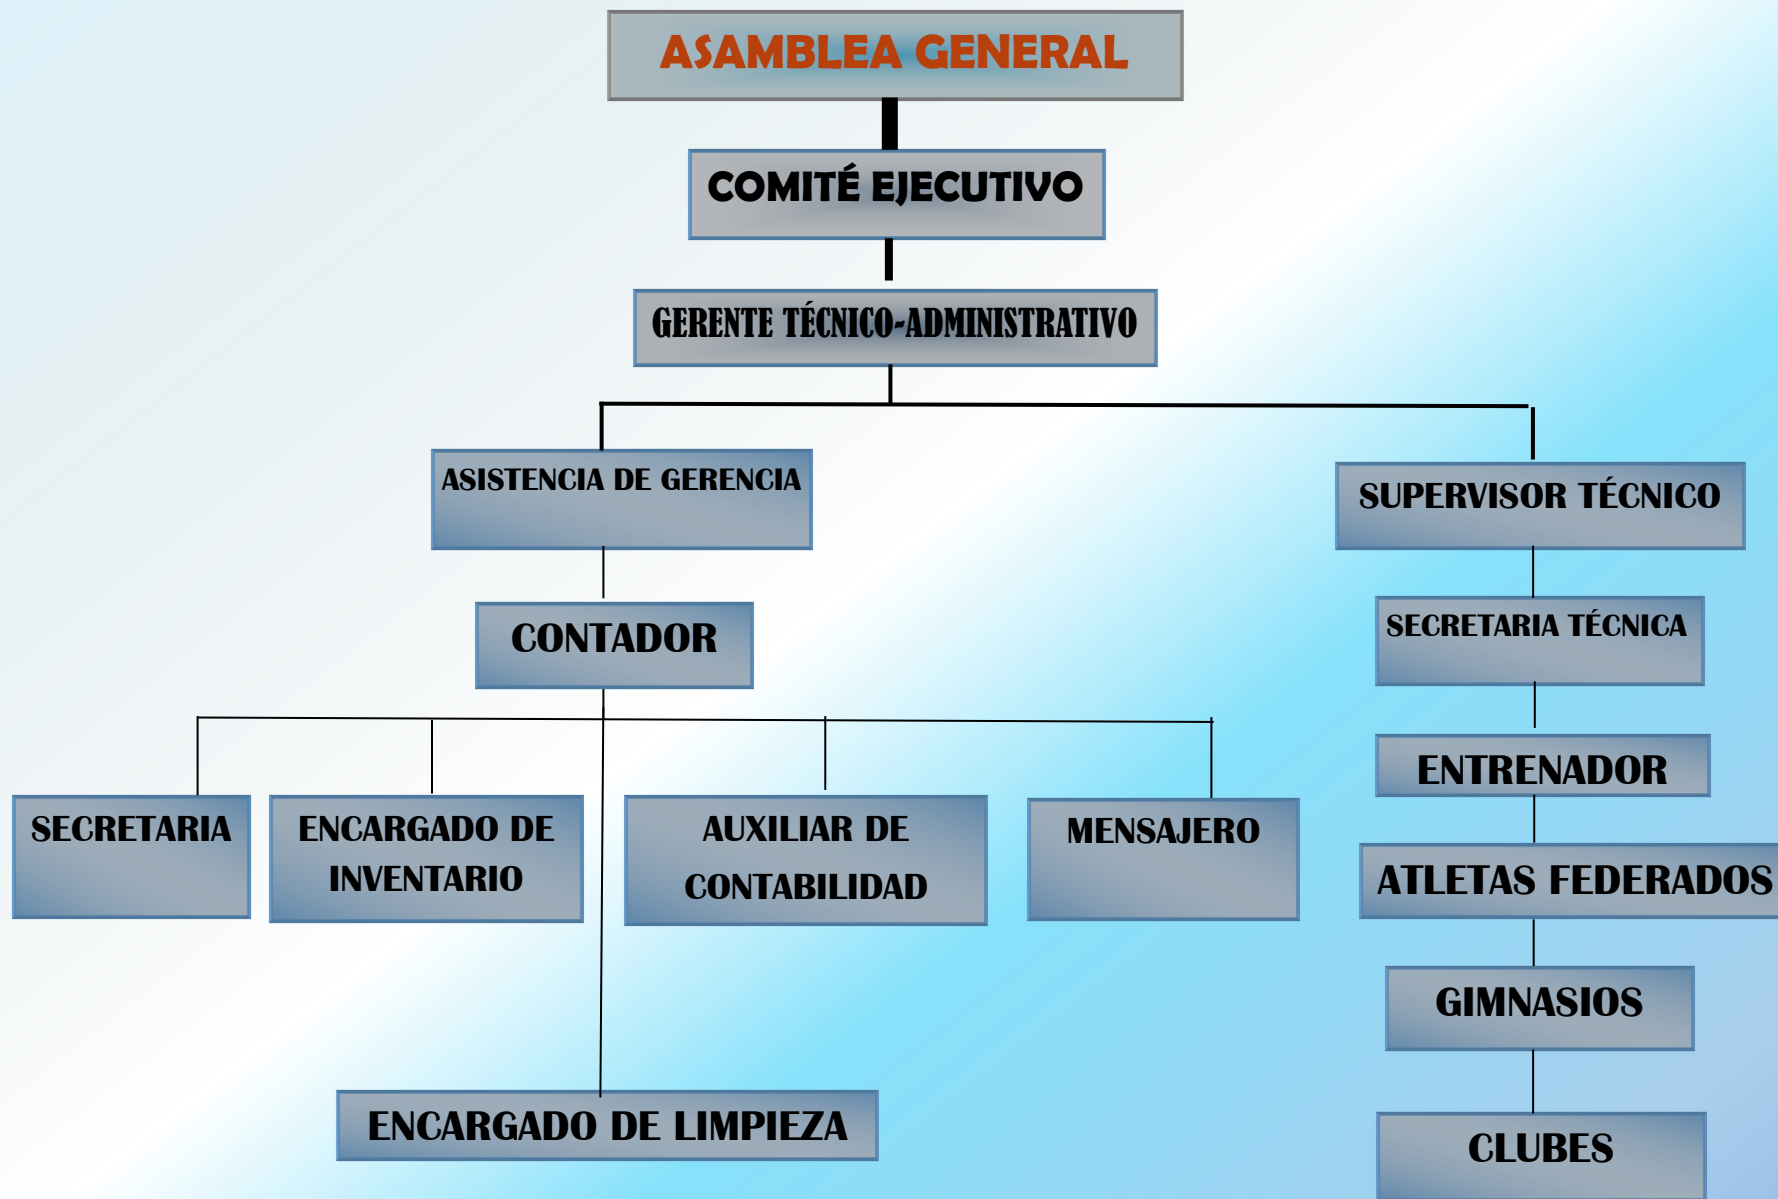 ASAMBLEA GENERAL
COMITÉ EJECUTIVO
GERENTE TÉCNICO-ADMINISTRATIVO
ASISTENCIA DE GERENCIA
SUPERVISOR TÉCNICO
CONTADOR
SECRETARIA TÉCNICA
ENTRENADOR
SECRETARIA
ENCARGADO DE
INVENTARIO
AUXILIAR DE
CONTABILIDAD
MENSAJERO
ATLETAS FEDERADOS
GIMNASIOS
ENCARGADO DE LIMPIEZA
CLUBES